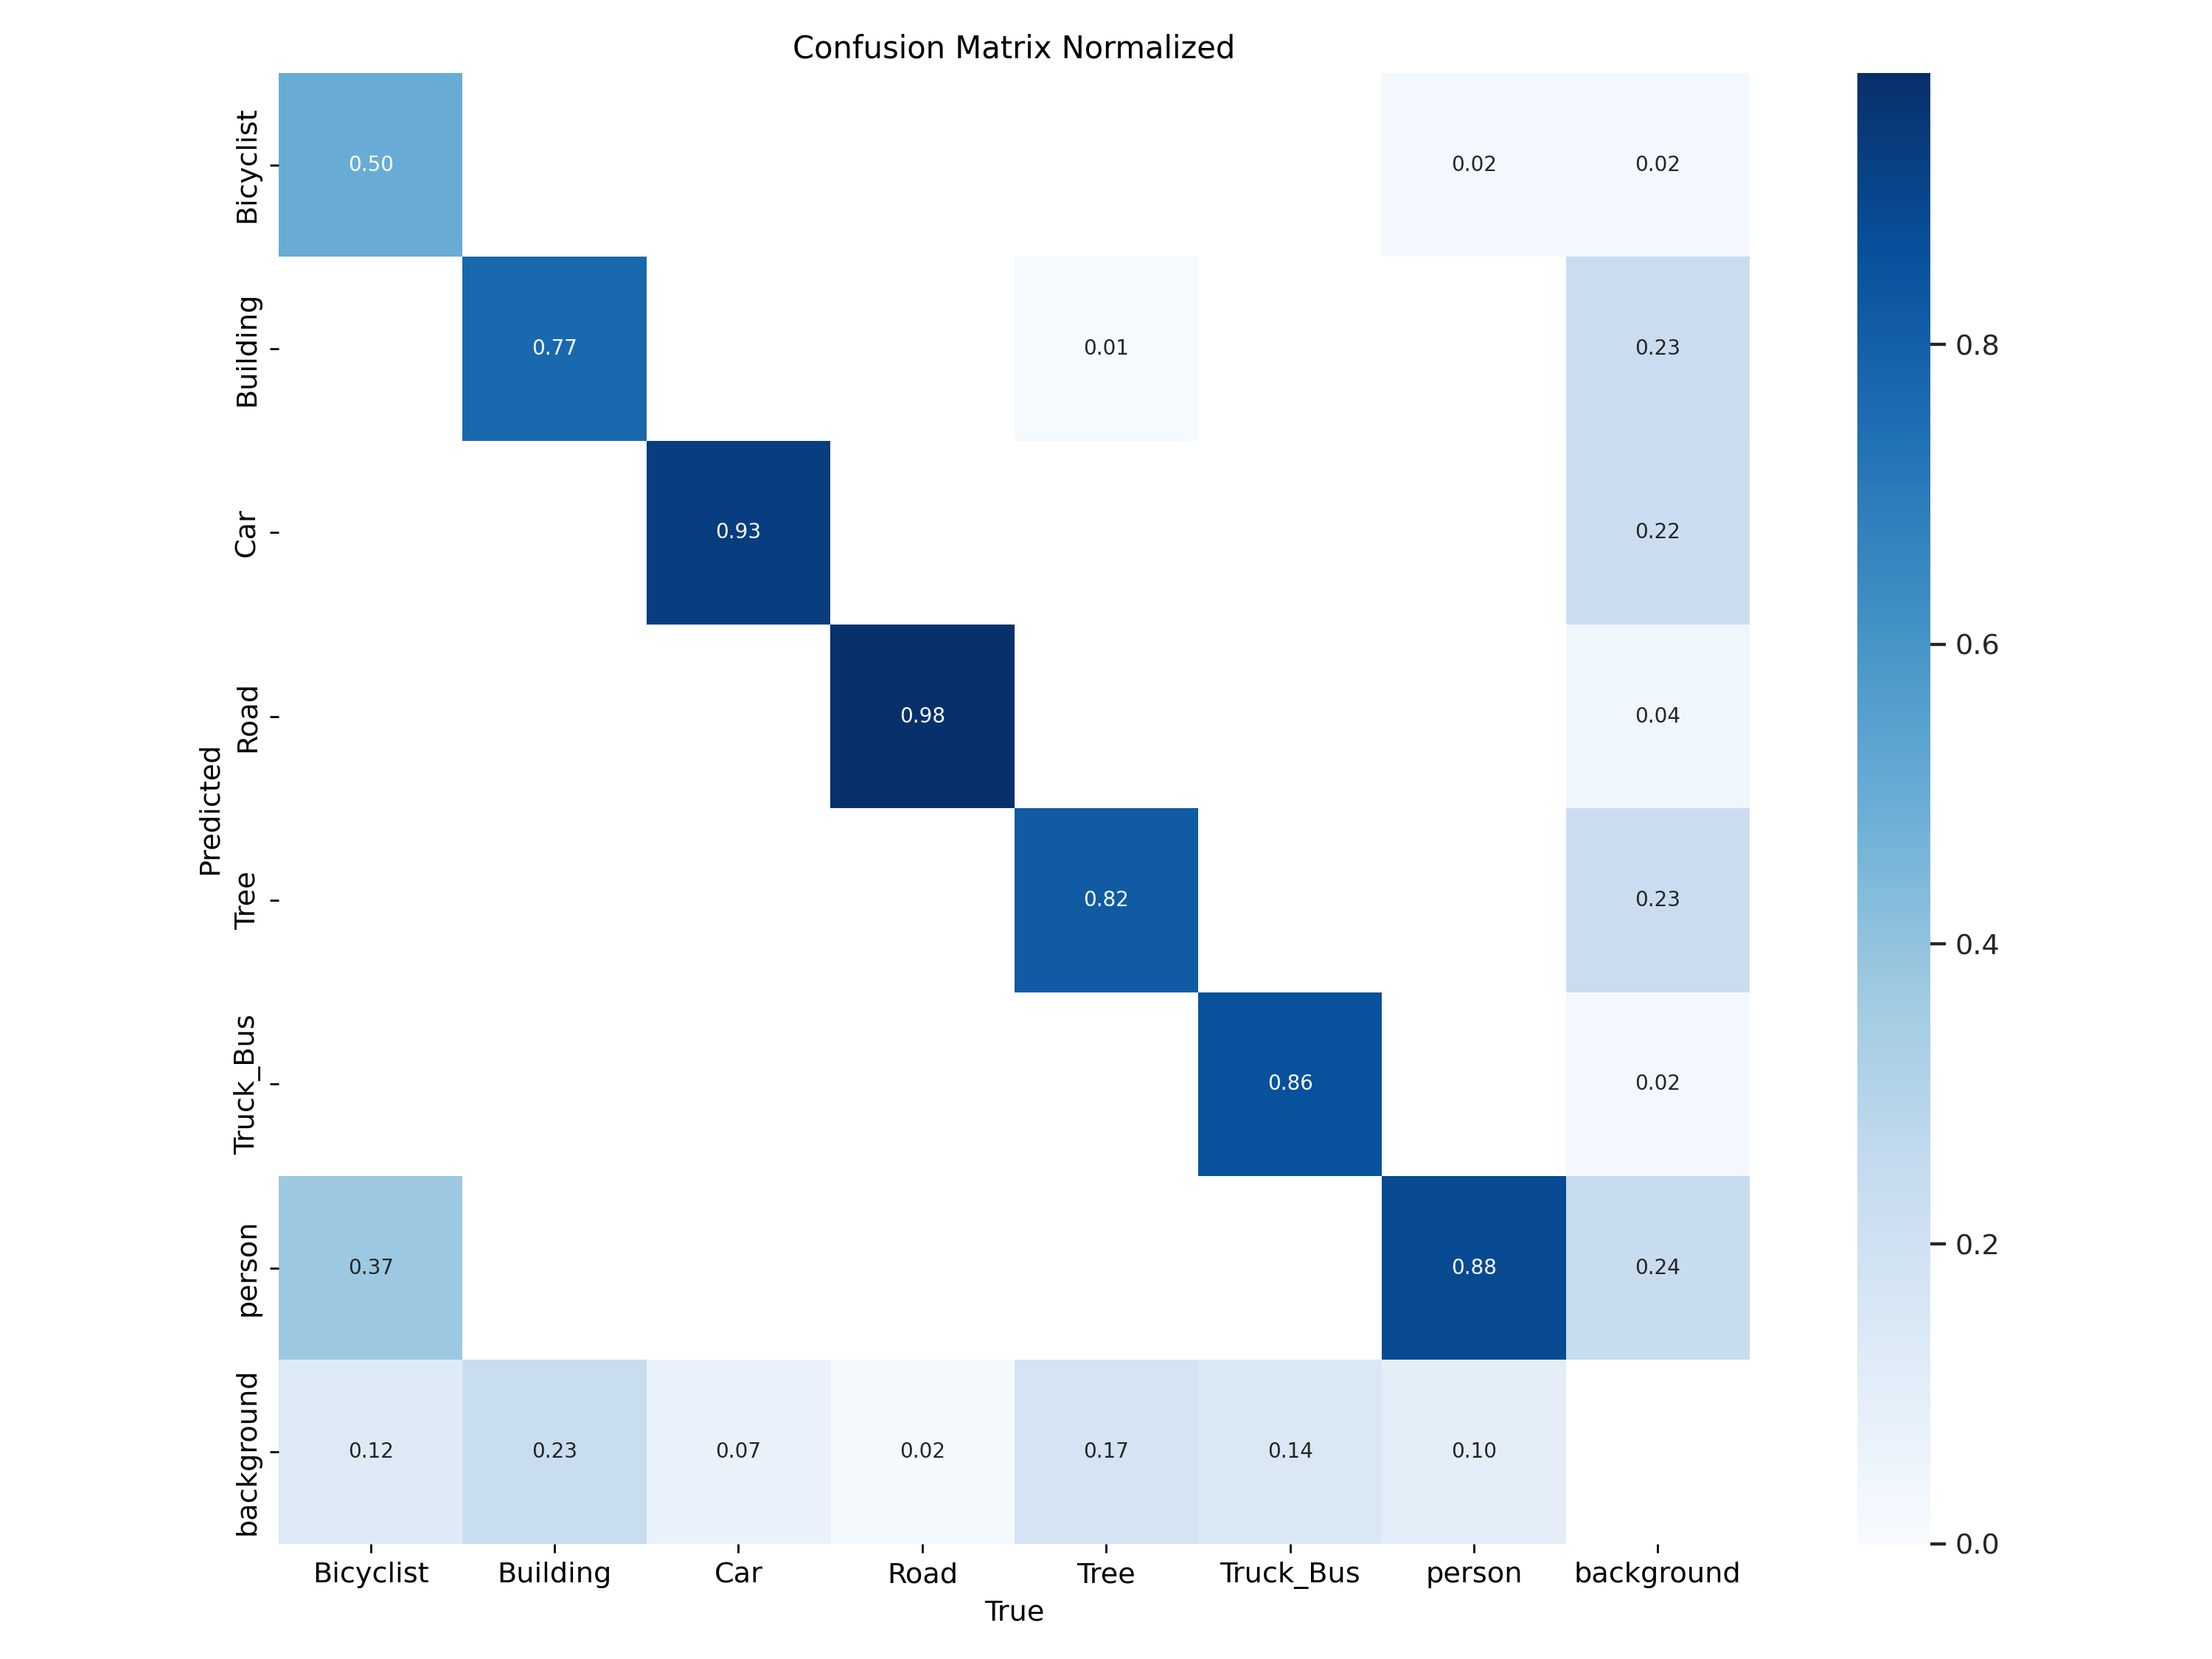 Confusion Matrix Normalized
Predicted
Bicyclist 0.50 0.02 0.02
Building 0.77 0.01 0.23
Car 0.93 0.22
Road 0.98 0.04
Tree 0.82 0.23
Truck_Bus 0.86 0.02
person 0.37 0.88 0.24
background 0.12 0.23 0.07 0.02 0.17 0.14 0.10
Bicyclist Building Car Road Tree Truck_Bus person background
True
0.8
0.6
0.4
0.2
0.0